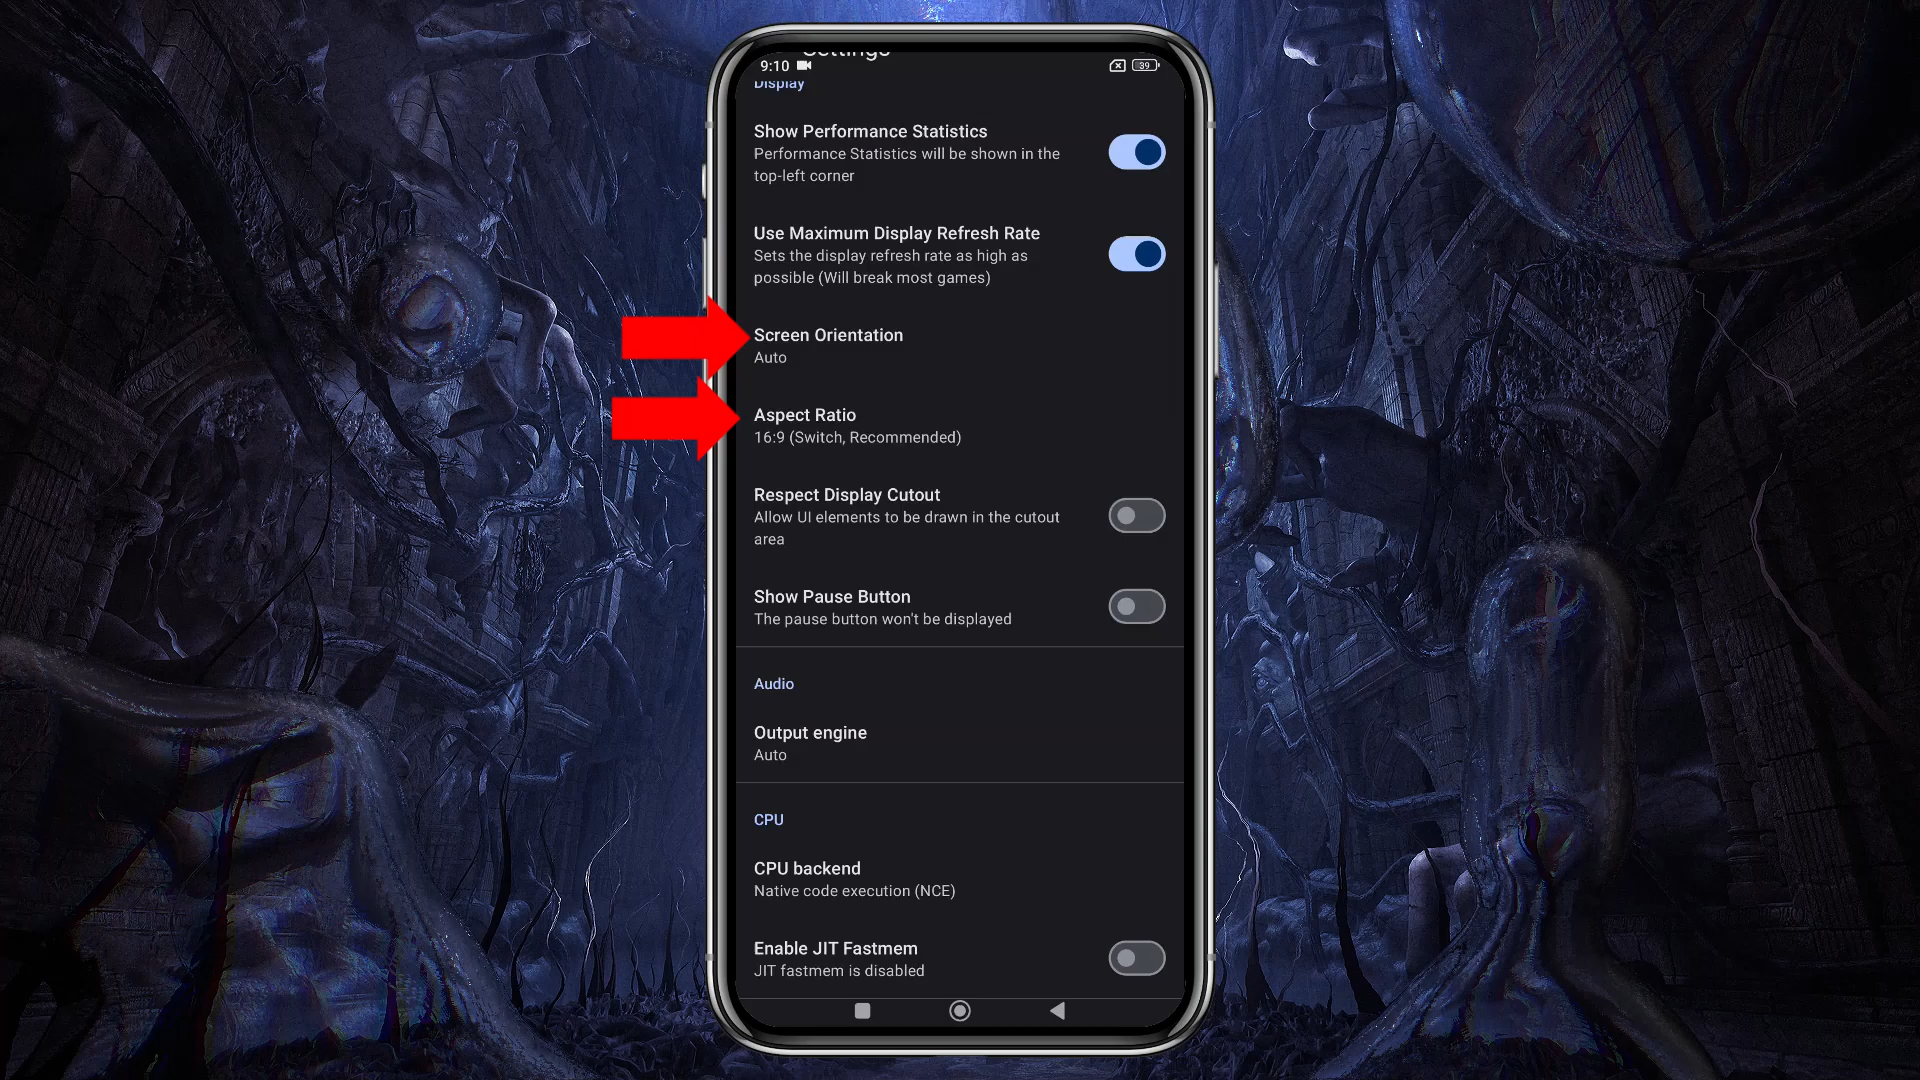 Settings
9:10
39
Display
Show Performance Statistics
Performance Statistics will be shown in the
top-left corner
Use Maximum Display Refresh Rate
Sets the display refresh rate as high as
possible (Will break most games)
Screen Orientation
Auto
Aspect Ratio
16:9 (Switch, Recommended)
Respect Display Cutout
Allow UI elements to be drawn in the cutout
area
Show Pause Button
The pause button won't be displayed
Audio
Output engine
Auto
CPU
CPU backend
Native code execution (NCE)
Enable JIT Fastmem
JIT fastmem is disabled